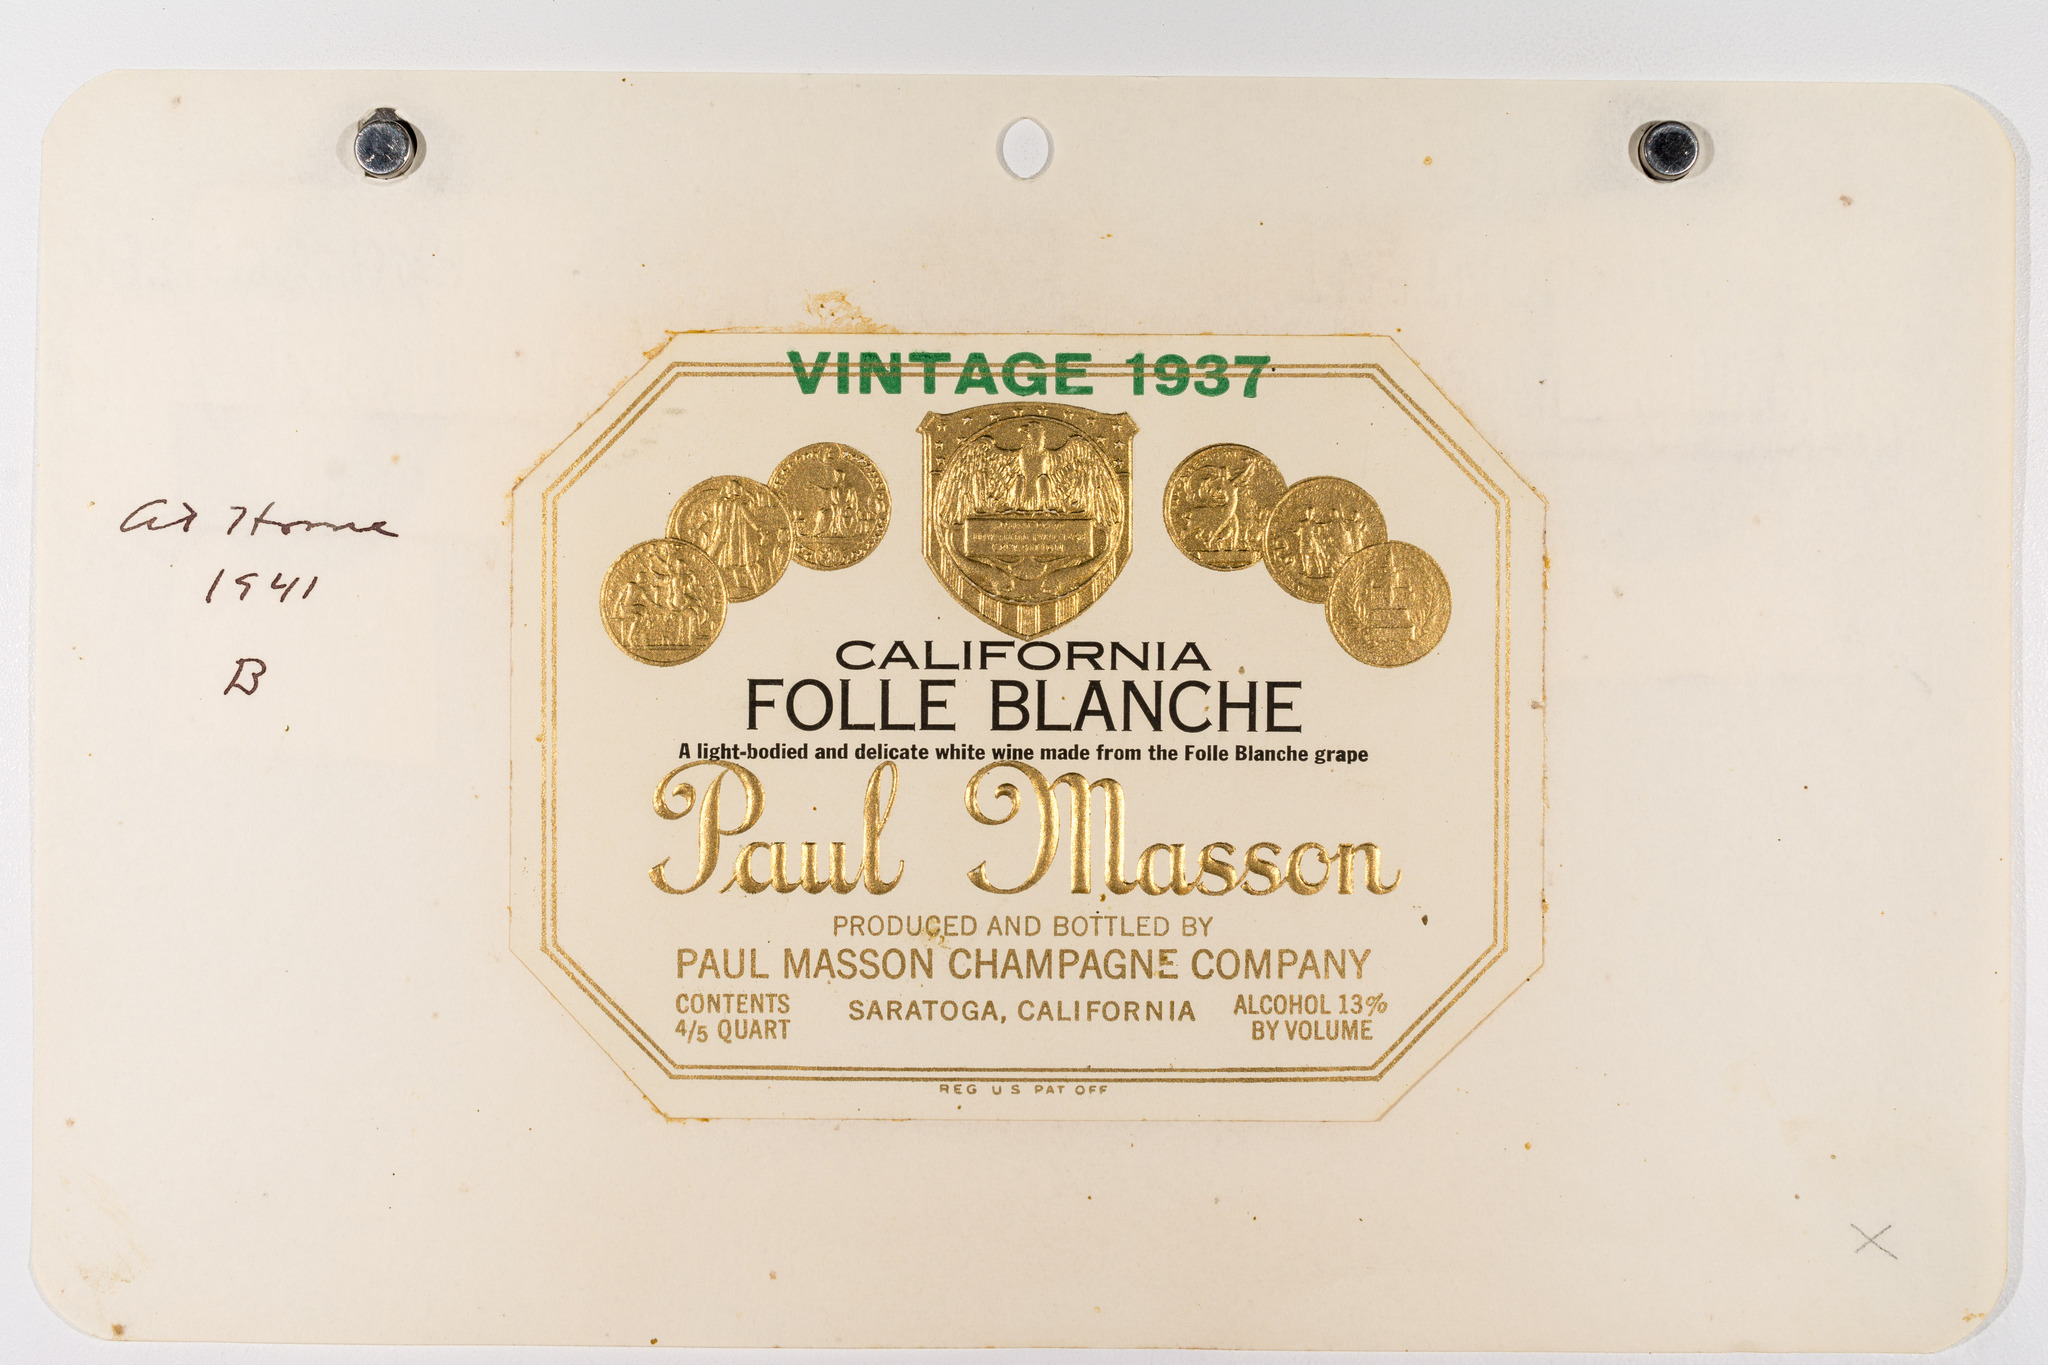 VINTAGE 1937
CALIFORNIA
FOLLE BLANCHE
A light-bodied and delicate white wine made from the Folle Blanche grape
Paul Masson
PRODUCED AND BOTTLED BY
PAUL MASSON CHAMPAGNE COMPANY
CONTENTS
4/5 QUART
SARATOGA, CALIFORNIA
ALCOHOL 13%
BY VOLUME
REG US PAT OFF
At Home
1941
B
X